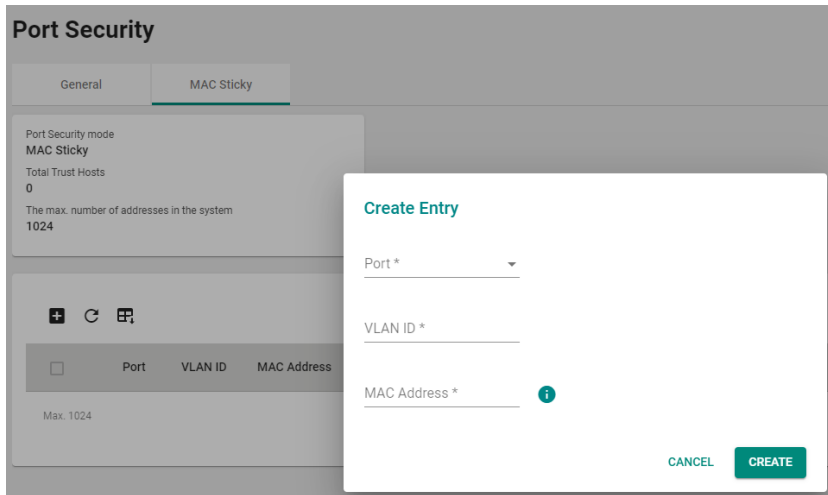 Port Security
General MAC Sticky
Port Security mode
MAC Sticky
Total Trust Hosts
0
The max. number of addresses in the system
1024
Port VLAN ID MAC Address
Max. 1024
Create Entry
Port *
VLAN ID *
MAC Address *
CANCEL CREATE